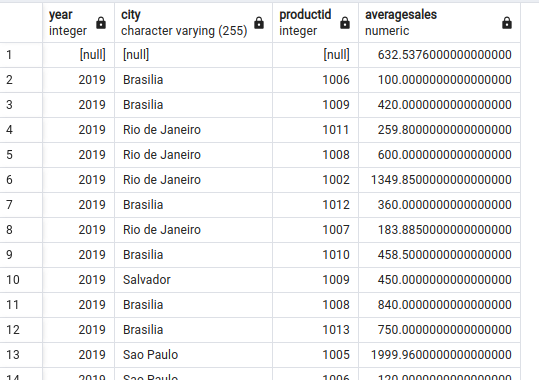 year city productid averagesales
integer character varying (255) integer numeric
1 [null] [null] [null] 632.5376000000000000
2 2019 Brasilia 1006 100.0000000000000000
3 2019 Brasilia 1009 420.0000000000000000
4 2019 Rio de Janeiro 1011 259.8000000000000000
5 2019 Rio de Janeiro 1008 600.0000000000000000
6 2019 Rio de Janeiro 1002 1349.8500000000000000
7 2019 Brasilia 1012 360.0000000000000000
8 2019 Rio de Janeiro 1007 183.8850000000000000
9 2019 Brasilia 1010 458.5000000000000000
10 2019 Salvador 1009 450.0000000000000000
11 2019 Brasilia 1008 840.0000000000000000
12 2019 Brasilia 1013 750.0000000000000000
13 2019 Sao Paulo 1005 1999.9600000000000000
14 2019 Sao Paulo 1006 120.0000000000000000